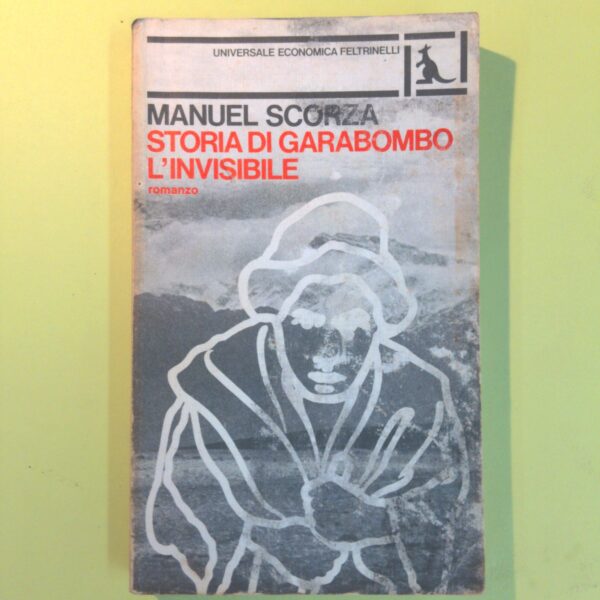 UNIVERSALE ECONOMICA FELTRINELLI
MANUEL SCORZA
STORIA DI GARABOMBO
L'INVISIBILE
romanzo